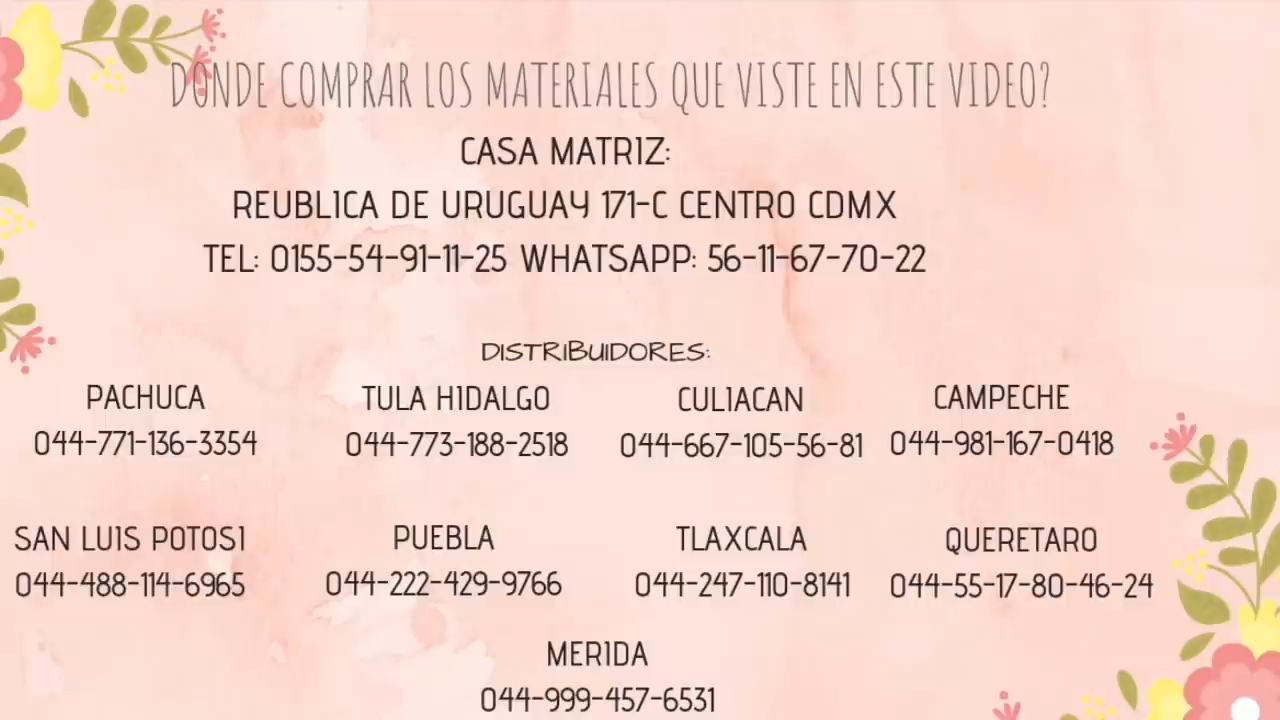 DONDE COMPRAR LOS MATERIALES QUE VISTE EN ESTE VIDEO?
CASA MATRIZ:
REUBLICA DE URUGUAY 171-C CENTRO CDMX
TEL: 0155-54-91-11-25 WHATSAPP: 56-11-67-70-22
DISTRIBUIDORES:
PACHUCA
044-771-136-3354
TULA HIDALGO
044-773-188-2518
CULIACAN
044-667-105-56-81
CAMPECHE
044-981-167-0418
SAN LUIS POTOSI
044-488-114-6965
PUEBLA
044-222-429-9766
TLAXCALA
044-247-110-8141
QUERETARO
044-55-17-80-46-24
MERIDA
044-999-457-6531